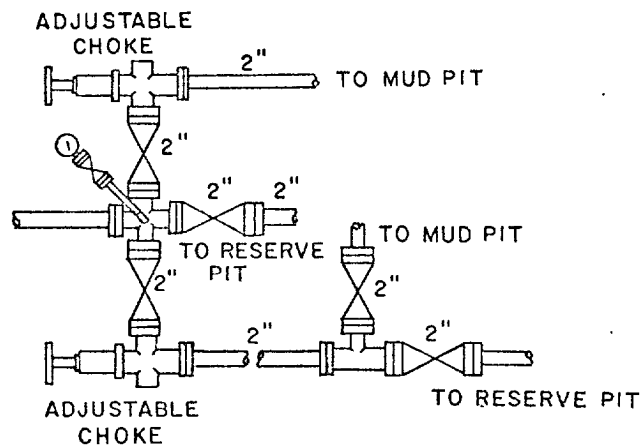 ADJUSTABLE
CHOKE
2"
TO MUD PIT
2"
1
2"
2"
TO RESERVE
PIT
TO MUD PIT
2"
2"
2"
2"
TO RESERVE PIT
ADJUSTABLE
CHOKE